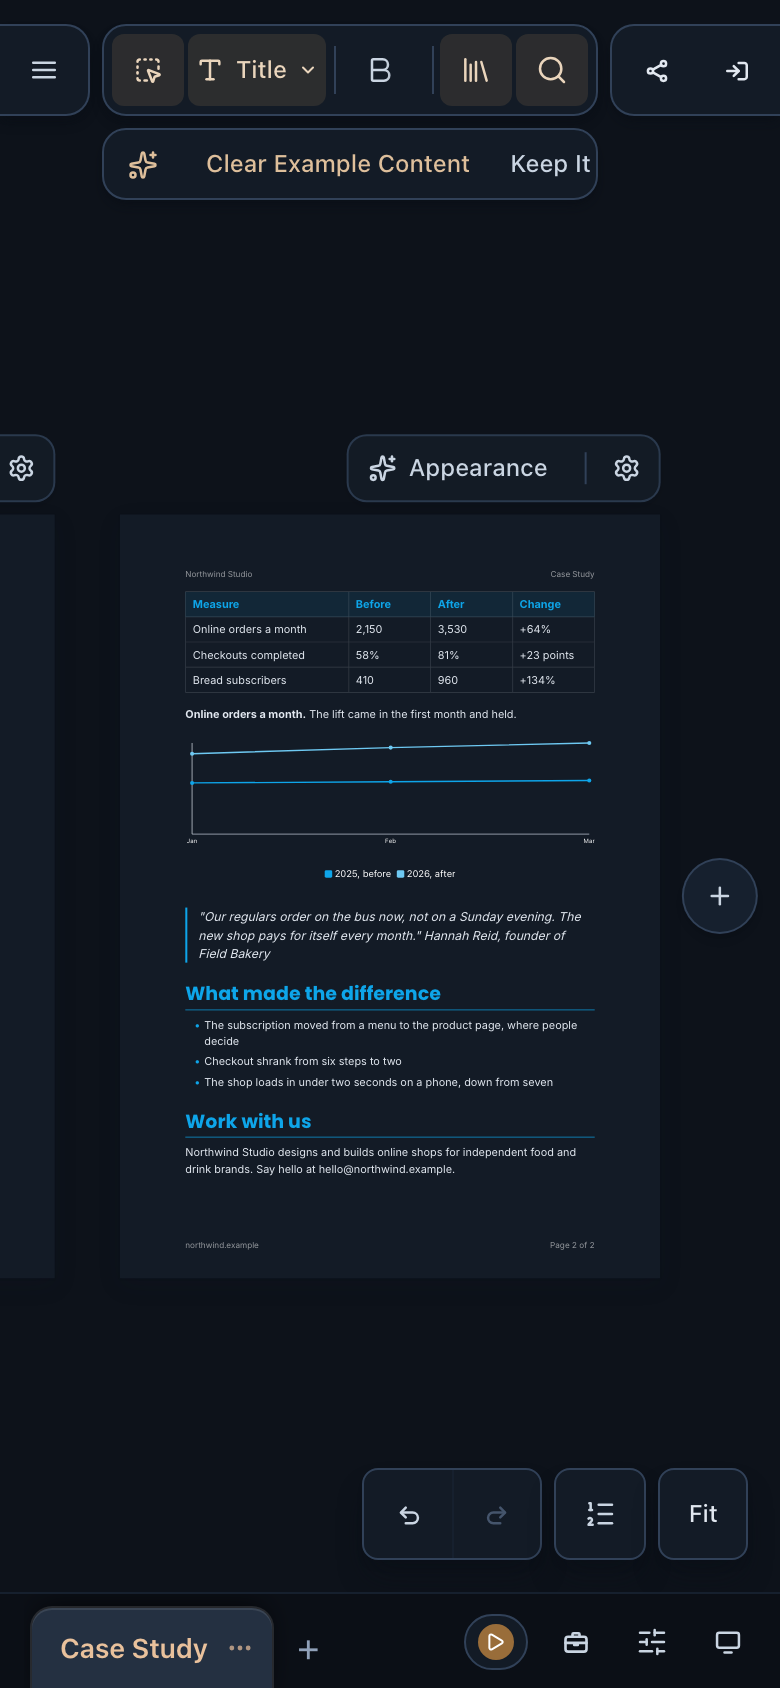 Title
Clear Example Content Keep It
Appearance
Northwind Studio Case Study
Measure Before After Change
Online orders a month 2,150 3,530 +64%
Checkouts completed 58% 81% +23 points
Bread subscribers 410 960 +134%
Online orders a month. The lift came in the first month and held.
Jan Feb Mar
2025, before 2026, after
"Our regulars order on the bus now, not on a Sunday evening. The
new shop pays for itself every month." Hannah Reid, founder of
Field Bakery
What made the difference
• The subscription moved from a menu to the product page, where people
decide
• Checkout shrank from six steps to two
• The shop loads in under two seconds on a phone, down from seven
Work with us
Northwind Studio designs and builds online shops for independent food and
drink brands. Say hello at hello@northwind.example.
northwind.example Page 2 of 2
Fit
Case Study